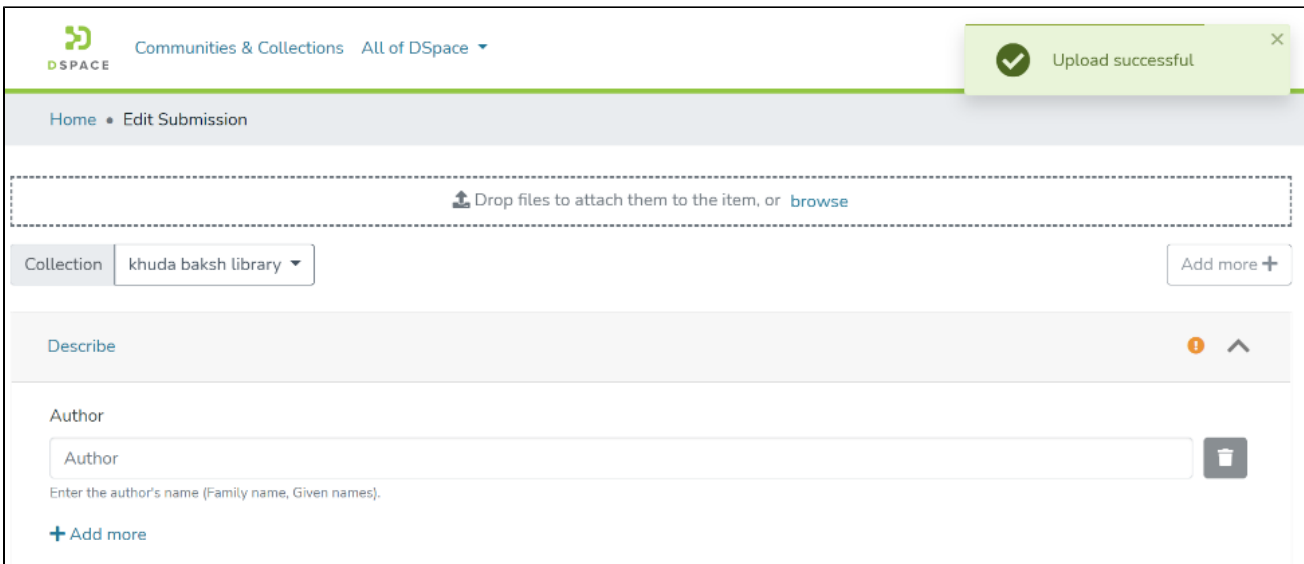 DSPACE
Communities & Collections All of DSpace
Upload successful
Home • Edit Submission
Drop files to attach them to the item, or browse
Collection khuda baksh library
Add more
Describe
Author
Author
Enter the author's name (Family name, Given names).
Add more